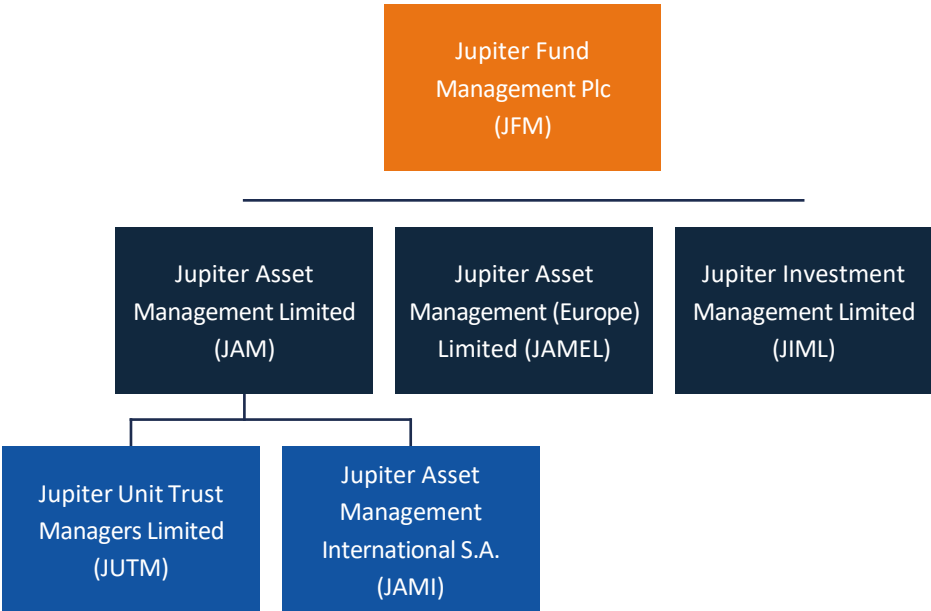 Jupiter Fund
Management Plc
(JFM)
Jupiter Asset
Management Limited
(JAM)
Jupiter Asset
Management (Europe)
Limited (JAMEL)
Jupiter Investment
Management Limited
(JIML)
Jupiter Unit Trust
Managers Limited
(JUTM)
Jupiter Asset
Management
International S.A.
(JAMI)